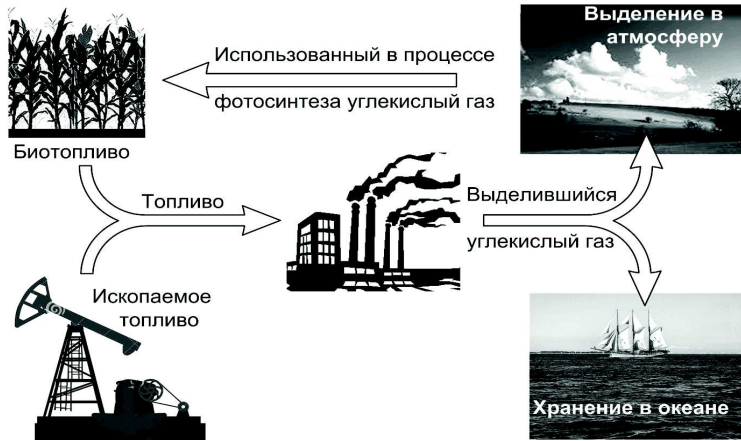 Выделение в
атмосферу
Использованный в процессе
фотосинтеза углекислый газ
Биотопливо
Топливо
Выделившийся
углекислый газ
Ископаемое
топливо
Хранение в океане